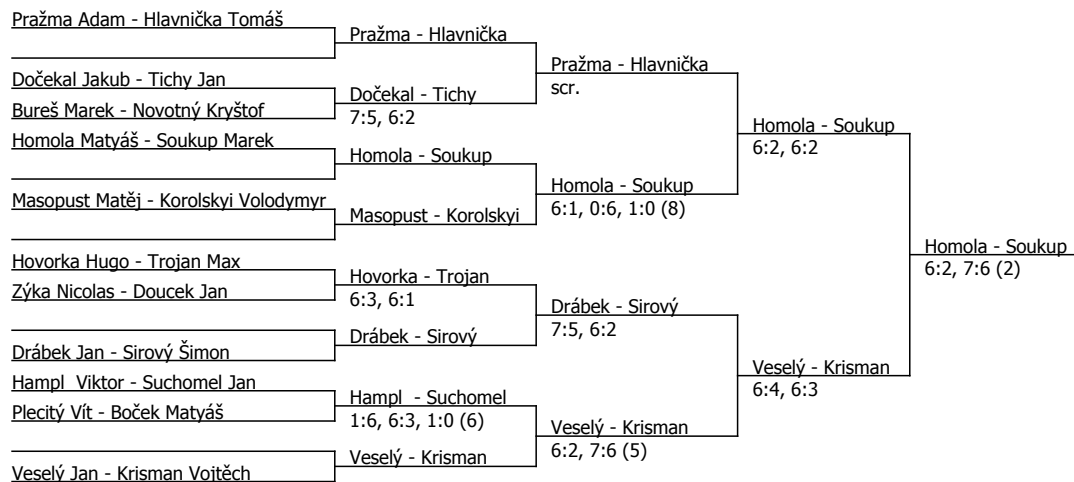 Pražma Adam - Hlavnička Tomáš
Dočekal Jakub - Tichy Jan
Bureš Marek - Novotný Kryštof
Homola Matyáš - Soukup Marek
Masopust Matěj - Korolskyi Volodymyr
Hovorka Hugo - Trojan Max
Zýka Nicolas - Doucek Jan
Drábek Jan - Sirový Šimon
Hampl  Viktor - Suchomel Jan
Plecitý Vít - Boček Matyáš
Veselý Jan - Krisman Vojtěch
Pražma - Hlavnička
Dočekal - Tichy
7:5, 6:2
Homola - Soukup
Masopust - Korolskyi
Hovorka - Trojan
6:3, 6:1
Drábek - Sirový
Hampl  - Suchomel
1:6, 6:3, 1:0 (6)
Veselý - Krisman
Pražma - Hlavnička
scr.
Homola - Soukup
6:1, 0:6, 1:0 (8)
Drábek - Sirový
7:5, 6:2
Veselý - Krisman
6:2, 7:6 (5)
Homola - Soukup
6:2, 6:2
Veselý - Krisman
6:4, 6:3
Homola - Soukup
6:2, 7:6 (2)